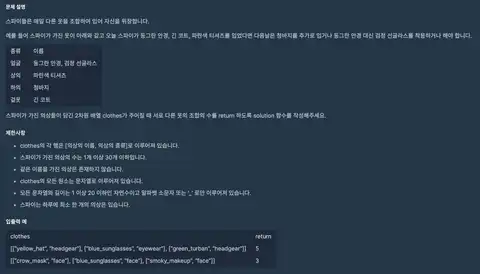 문제 설명
스파이들은 매일 다른 옷을 조합하여 입어 자신을 위장합니다.
예를 들어 스파이가 가진 옷이 아래와 같고 오늘 스파이가 동그란 안경, 긴 코트, 파란색 티셔츠를 입었다면 다음날은 청바지를 추가로 입거나 동그란 안경 대신 검정 선글라스를 착용하거나 해야 합니다.
종류 이름
얼굴 동그란 안경, 검정 선글라스
상의 파란색 티셔츠
하의 청바지
겉옷 긴 코트
스파이가 가진 의상들이 담긴 2차원 배열 clothes가 주어질 때 서로 다른 옷의 조합의 수를 return 하도록 solution 함수를 작성해주세요.
제한사항
• clothes의 각 행은 [의상의 이름, 의상의 종류]로 이루어져 있습니다.
• 스파이가 가진 의상의 수는 1개 이상 30개 이하입니다.
• 같은 이름을 가진 의상은 존재하지 않습니다.
• clothes의 모든 원소는 문자열로 이루어져 있습니다.
• 모든 문자열의 길이는 1 이상 20 이하인 자연수이고 알파벳 소문자 또는 '_' 로만 이루어져 있습니다.
• 스파이는 하루에 최소 한 개의 의상은 입습니다.
입출력 예
clothes return
[["yellow_hat", "headgear"], ["blue_sunglasses", "eyewear"], ["green_turban", "headgear"]] 5
[["crow_mask", "face"], ["blue_sunglasses", "face"], ["smoky_makeup", "face"]] 3